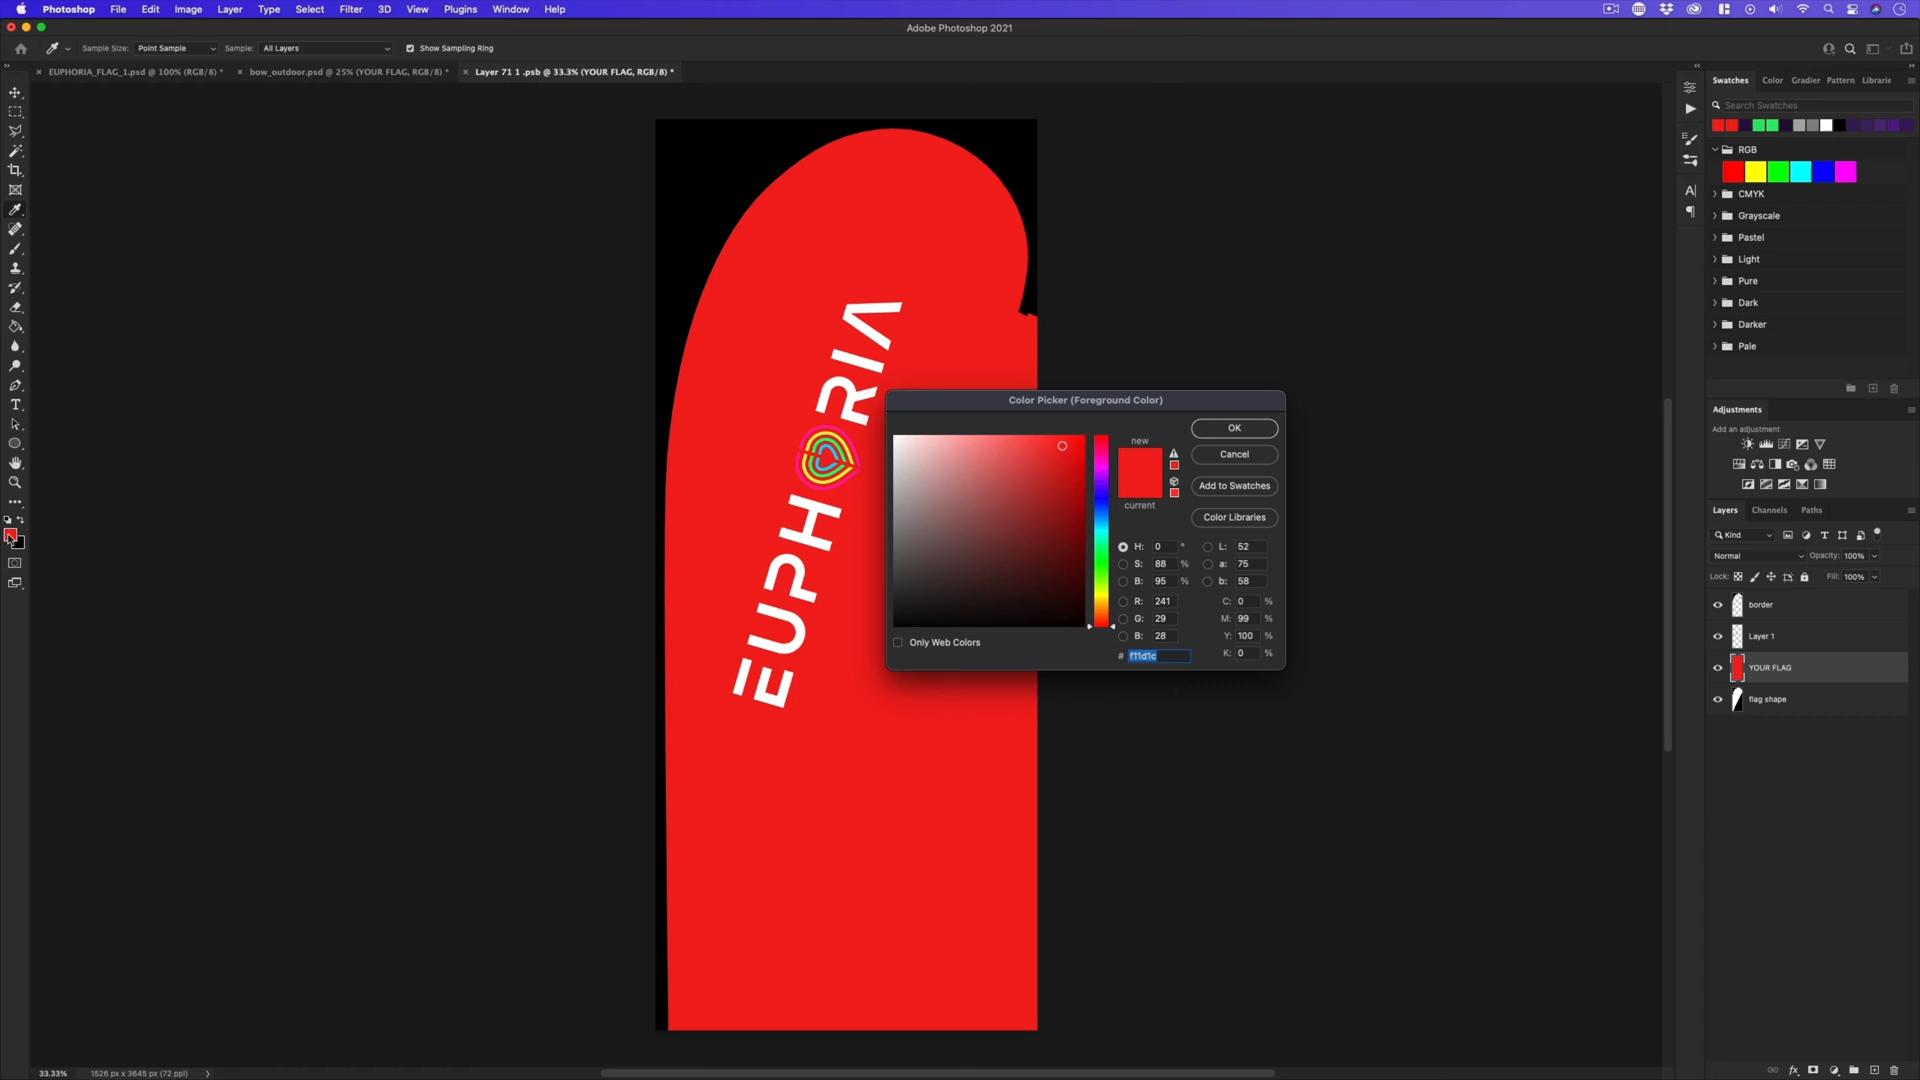 Photoshop File Edit Image Layer Type Select Filter 3D View Plugins Window Help
Adobe Photoshop 2021
Sample Size: Point Sample Sample: All Layers Show Sampling Ring
EUPHORIA_FLAG_1.psd @ 100% (RGB/8) * bow_outdoor.psd @ 25% (YOUR FLAG, RGB/8) * Layer 71 1 .psb @ 33.3% (YOUR FLAG, RGB/8) *
Swatches Color Gradier Pattern Librarie
Search Swatches
RGB
CMYK
Grayscale
Pastel
Light
Pure
Dark
Darker
Pale
EUPH RIA
Color Picker (Foreground Color)
new
current
OK
Cancel
Add to Swatches
Color Libraries
H: 0 ° L: 52
S: 88 % a: 75
B: 95 % b: 58
R: 241 C: 0 %
G: 29 M: 99 %
B: 28 Y: 100 %
# f11d1c K: 0 %
Only Web Colors
Adjustments
Add an adjustment
Layers Channels Paths
Kind
Normal Opacity: 100%
Lock: Fill: 100%
border
Layer 1
YOUR FLAG
flag shape
33.33% 1526 px x 3645 px (72 ppi)